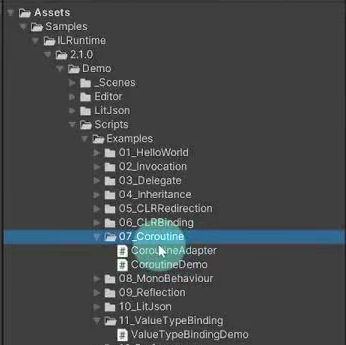 Assets
Samples
ILRuntime
2.1.0
Demo
_Scenes
Editor
LitJson
Scripts
Examples
01_HelloWorld
02_Invocation
03_Delegate
04_Inheritance
05_CLRRedirection
06_CLRBinding
07_Coroutine
CoroutineAdapter
CoroutineDemo
08_MonoBehaviour
09_Reflection
10_LitJson
11_ValueTypeBinding
ValueTypeBindingDemo